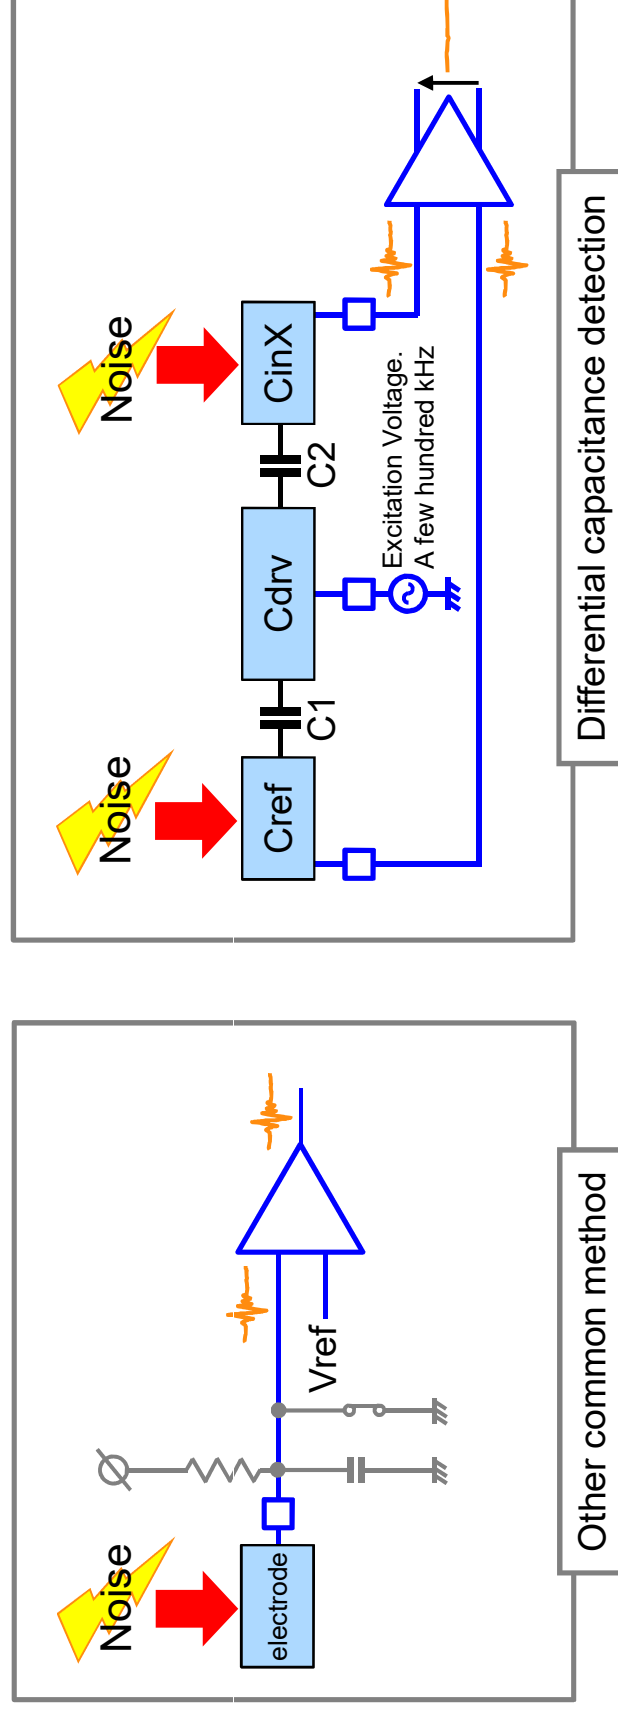 Noise
electrode
Vref
Other common method
Noise
Noise
Cref
C1
Cdrv
C2
CinX
Excitation Voltage.
A few hundred kHz
Differential capacitance detection